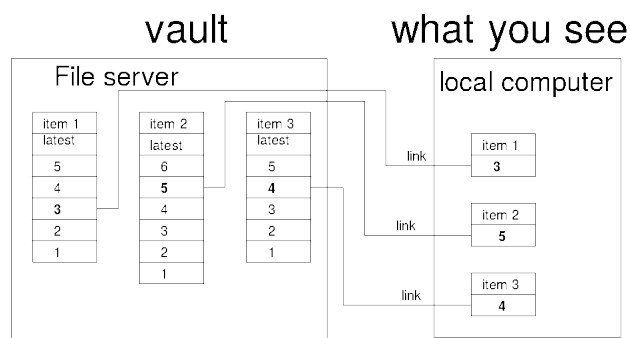 vault
what you see
File server
local computer
item 1
latest
5
4
3
2
1
item 2
latest
6
5
4
3
2
1
item 3
latest
5
4
3
2
1
link
item 1
3
link
item 2
5
link
item 3
4